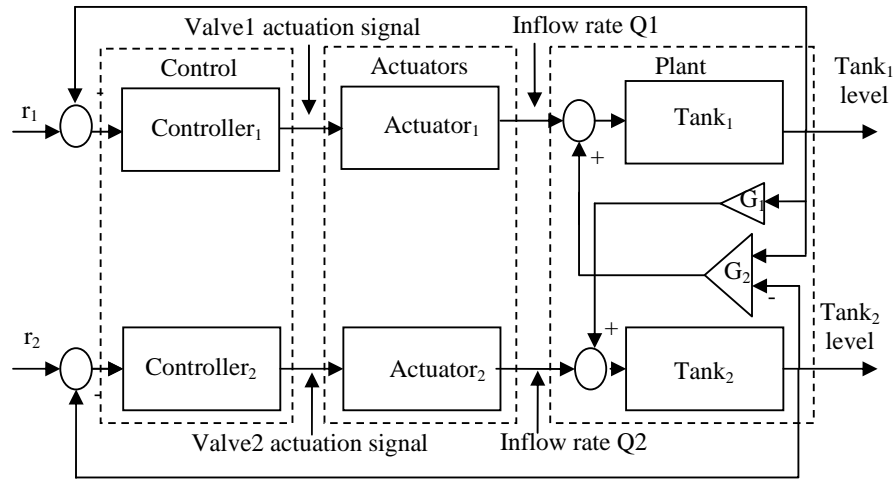 Valve1 actuation signal
Inflow rate Q1
Control
Actuators
Plant
Tank₁
level
-
r₁
Controller₁
Actuator₁
Tank₁
+
G₁
G₂
-
Tank₂
level
r₂
+
Controller₂
Actuator₂
Tank₂
-
Valve2 actuation signal
Inflow rate Q2